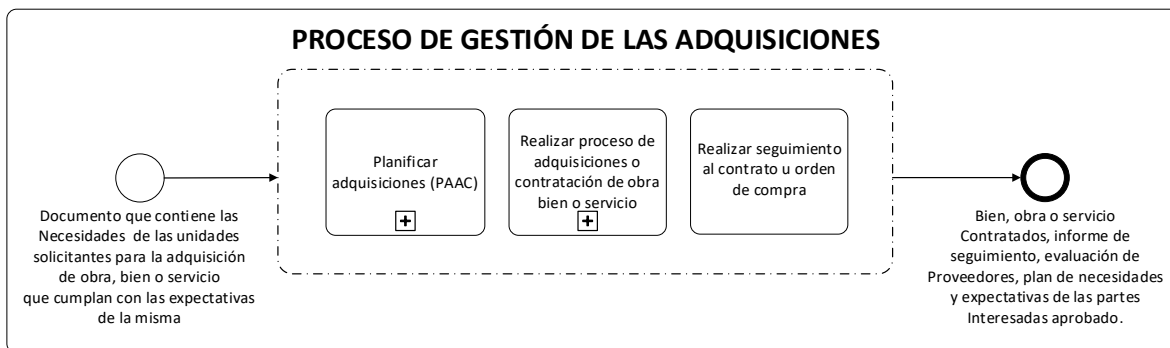 PROCESO DE GESTIÓN DE LAS ADQUISICIONES
Documento que contiene las
Necesidades de las unidades
solicitantes para la adquisición
de obra, bien o servicio
que cumplan con las expectativas
de la misma
Planificar
adquisiciones (PAAC)
Realizar proceso de
adquisiciones o
contratación de obra
bien o servicio
Realizar seguimiento
al contrato u orden
de compra
Bien, obra o servicio
Contratados, informe de
seguimiento, evaluación de
Proveedores, plan de necesidades
y expectativas de las partes
Interesadas aprobado.